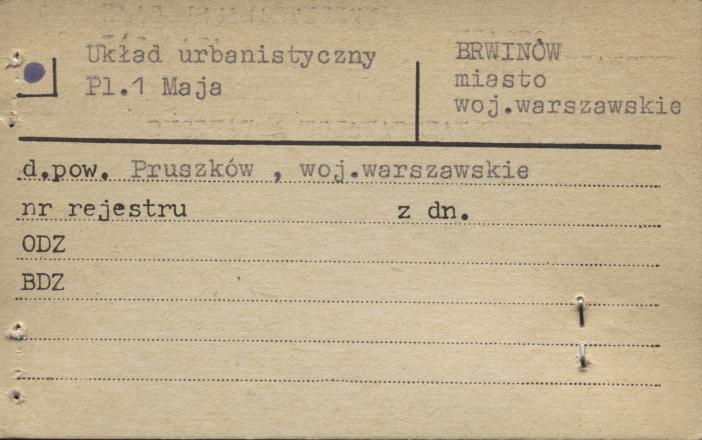 Układ urbanistyczny
Pl.1 Maja
BRWINÓW
miasto
woj.warszawskie
d.pow. Pruszków , woj.warszawskie
nr rejestru z dn.
ODZ
BDZ